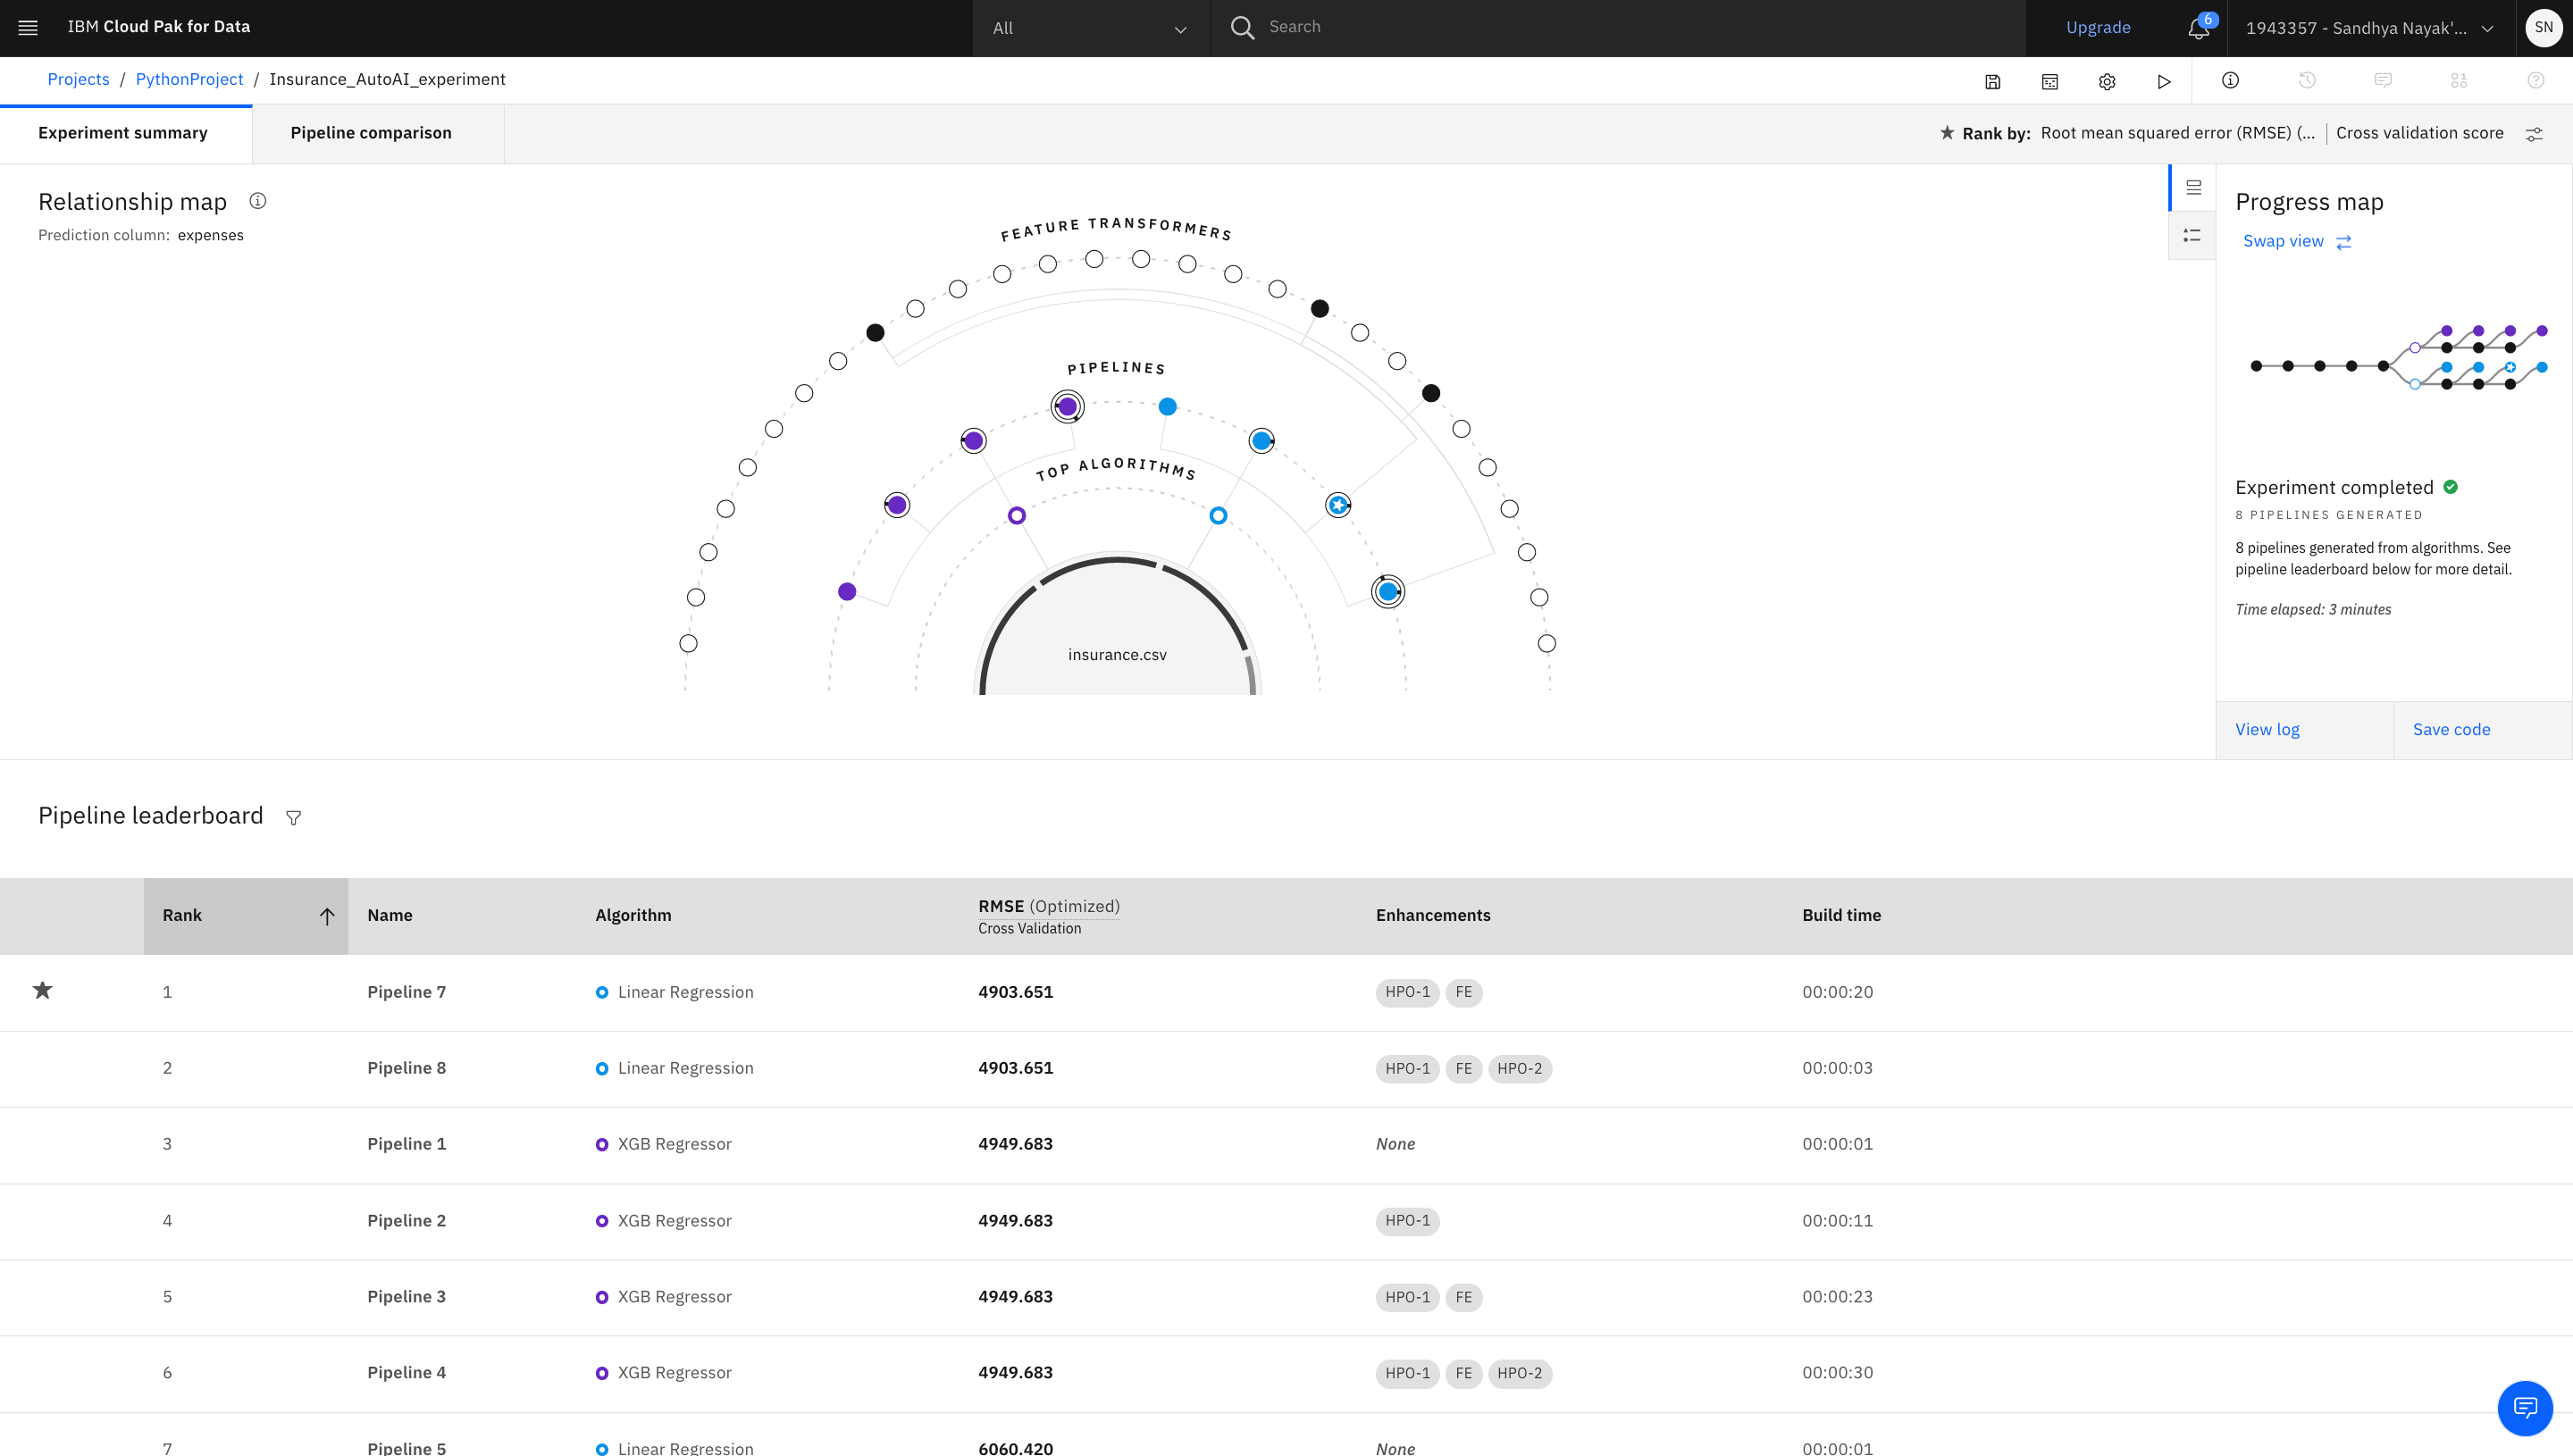 IBM Cloud Pak for Data
All
Search
Upgrade
6
1943357 - Sandhya Nayak'...
SN
Projects / PythonProject / Insurance_AutoAI_experiment
Experiment summary
Pipeline comparison
Rank by: Root mean squared error (RMSE) (... | Cross validation score
Relationship map
Prediction column: expenses
FEATURE TRANSFORMERS
PIPELINES
TOP ALGORITHMS
insurance.csv
Progress map
Swap view
Experiment completed
8 PIPELINES GENERATED
8 pipelines generated from algorithms. See
pipeline leaderboard below for more detail.
Time elapsed: 3 minutes
View log
Save code
Pipeline leaderboard
Rank Name Algorithm RMSE (Optimized) Enhancements Build time
Cross Validation
1 Pipeline 7 Linear Regression 4903.651 HPO-1 FE 00:00:20
2 Pipeline 8 Linear Regression 4903.651 HPO-1 FE HPO-2 00:00:03
3 Pipeline 1 XGB Regressor 4949.683 None 00:00:01
4 Pipeline 2 XGB Regressor 4949.683 HPO-1 00:00:11
5 Pipeline 3 XGB Regressor 4949.683 HPO-1 FE 00:00:23
6 Pipeline 4 XGB Regressor 4949.683 HPO-1 FE HPO-2 00:00:30
7 Pipeline 5 Linear Regression 6060.420 None 00:00:01